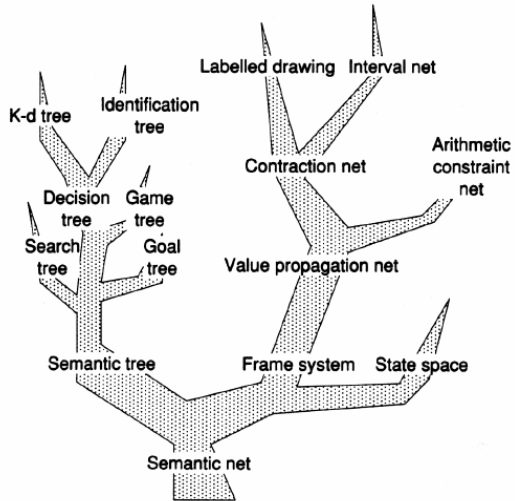 Labelled drawing
Interval net
K-d tree
Identification
tree
Arithmetic
constraint
net
Contraction net
Decision
tree
Game
tree
Search
tree
Goal
tree
Value propagation net
Semantic tree
Frame system
State space
Semantic net